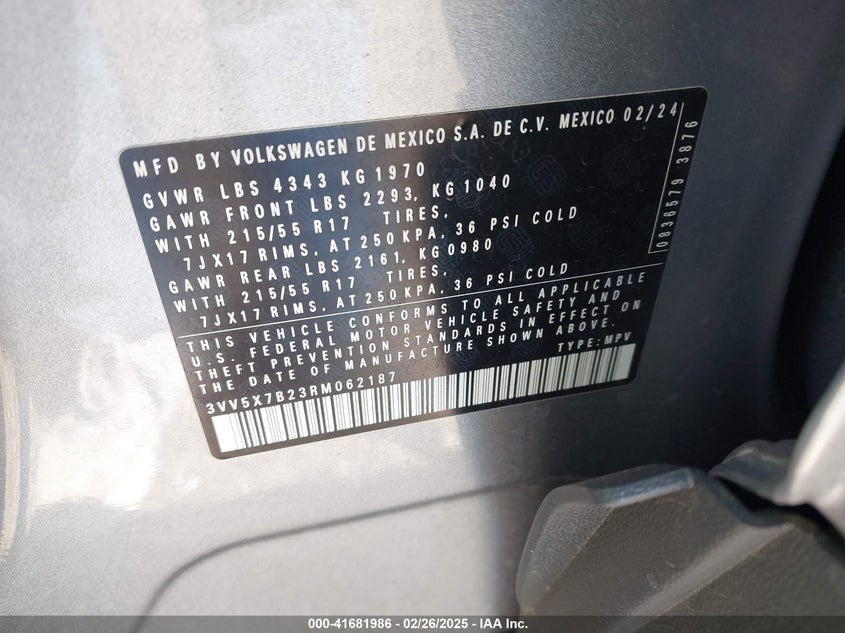 MFD BY VOLKSWAGEN DE MEXICO S.A. DE C.V. MEXICO 02/24
GVWR LBS 4343 KG 1970
GAWR FRONT LBS 2293, KG 1040
WITH 215/55 R17 TIRES,
7JX17 RIMS, AT 250 KPA, 36 PSI COLD
GAWR REAR LBS 2161, KG 0980
WITH 215/55 R17 TIRES,
7JX17 RIMS, AT 250 KPA, 36 PSI COLD
THIS VEHICLE CONFORMS TO ALL APPLICABLE
U.S. FEDERAL MOTOR VEHICLE SAFETY AND
THEFT PREVENTION STANDARDS IN EFFECT ON
THE DATE OF MANUFACTURE SHOWN ABOVE.
TYPE: MPV
3VV5X7B23RM062187
0836579 3876
000-41681986 - 02/26/2025 - IAA Inc.